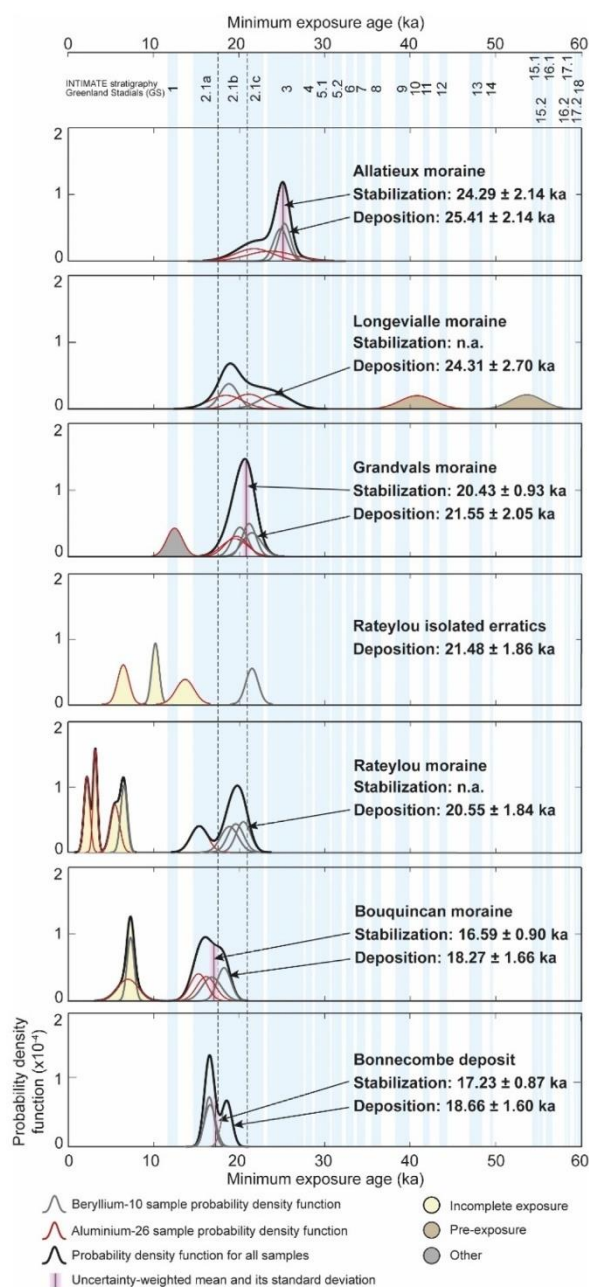 Minimum exposure age (ka)
0 10 20 30 40 50 60
INTIMATE stratigraphy
Greenland Stadials (GS)
1 2.1a 2.1b 2.1c 3 4 5.1 5.2 6 7 8 9 10 11 12 13 14 15.1 15.2 16.1 16.2 17.1 17.2 18
2
1
0
Allatieux moraine
Stabilization: 24.29 ± 2.14 ka
Deposition: 25.41 ± 2.14 ka
2
1
0
Longevialle moraine
Stabilization: n.a.
Deposition: 24.31 ± 2.70 ka
2
1
0
Grandvals moraine
Stabilization: 20.43 ± 0.93 ka
Deposition: 21.55 ± 2.05 ka
2
1
0
Rateylou isolated erratics
Deposition: 21.48 ± 1.86 ka
2
1
0
Rateylou moraine
Stabilization: n.a.
Deposition: 20.55 ± 1.84 ka
2
1
0
Bouquincan moraine
Stabilization: 16.59 ± 0.90 ka
Deposition: 18.27 ± 1.66 ka
2
1
0
Bonnecombe deposit
Stabilization: 17.23 ± 0.87 ka
Deposition: 18.66 ± 1.60 ka
Probability density
function (x10⁻⁴)
0 10 20 30 40 50 60
Minimum exposure age (ka)
Beryllium-10 sample probability density function
Aluminium-26 sample probability density function
Probability density function for all samples
Uncertainty-weighted mean and its standard deviation
Incomplete exposure
Pre-exposure
Other